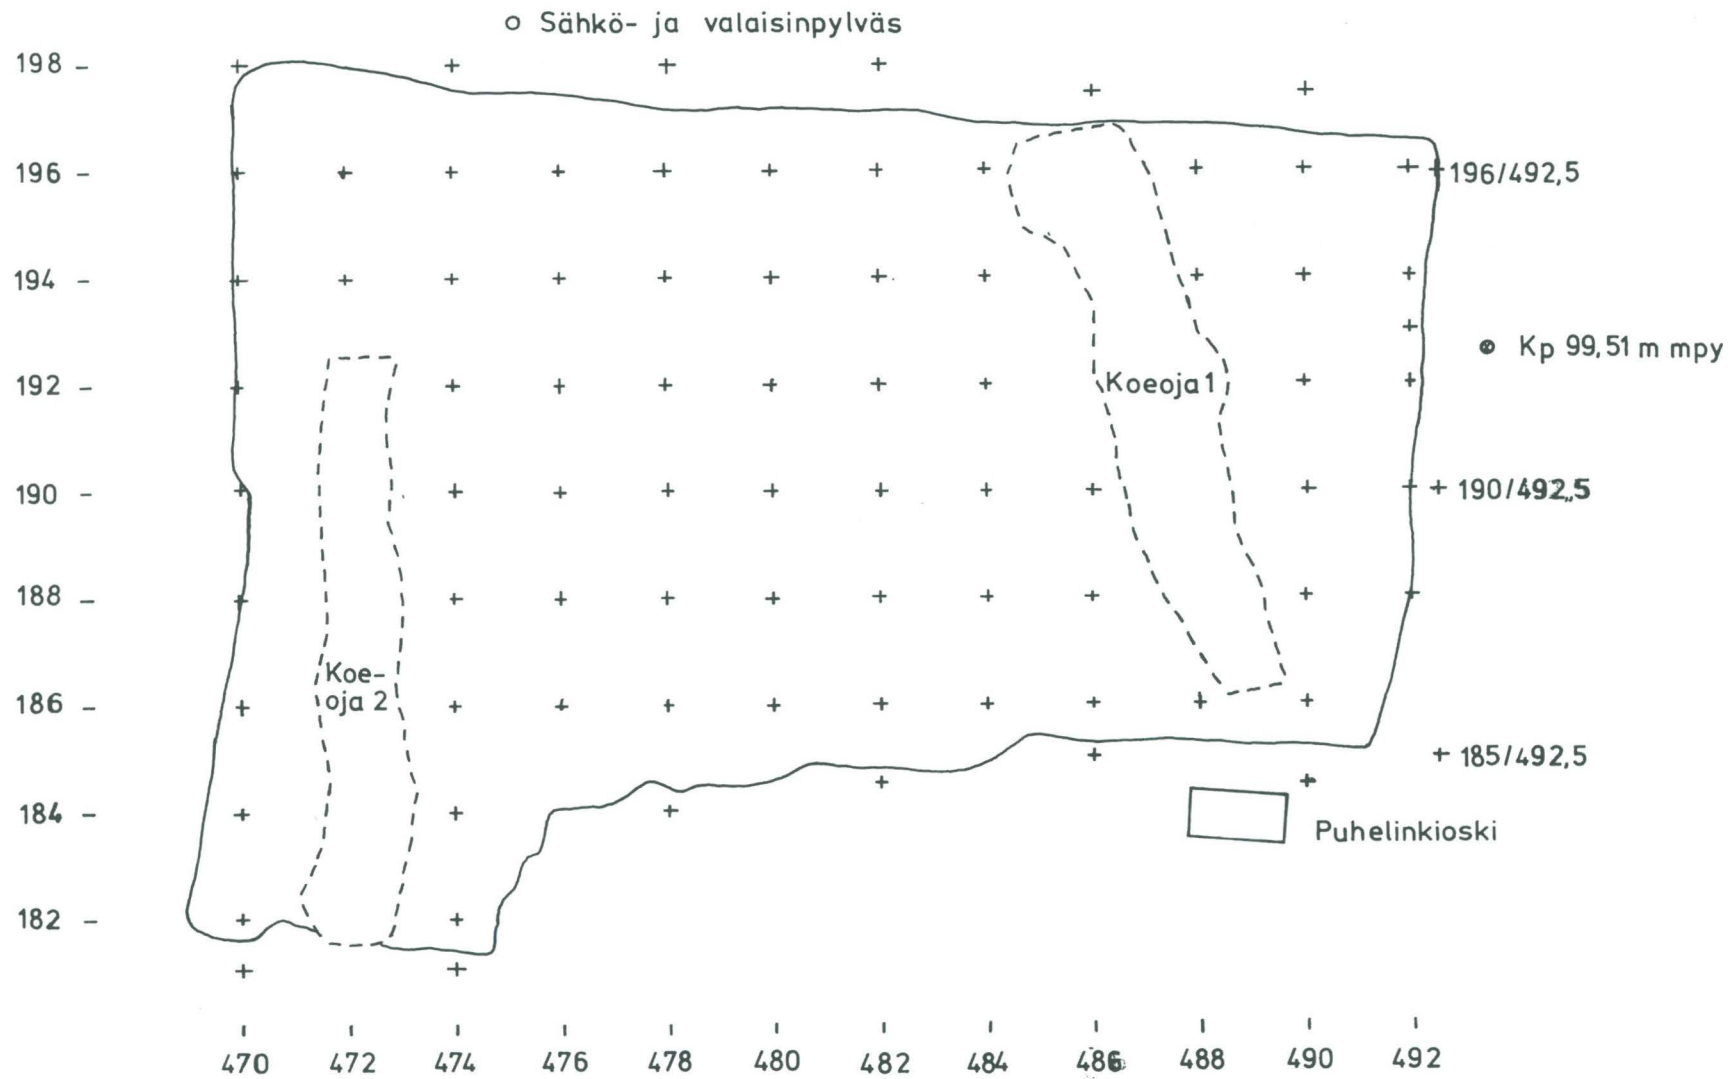 Sähkö- ja valaisinpylväs
198
196
196/492,5
194
Kp 99,51 m mpy
192
Koeoja 1
190
190/492,5
188
Koe-
oja 2
186
185/492,5
184
Puhelinkioski
182
470 472 474 476 478 480 482 484 486 488 490 492